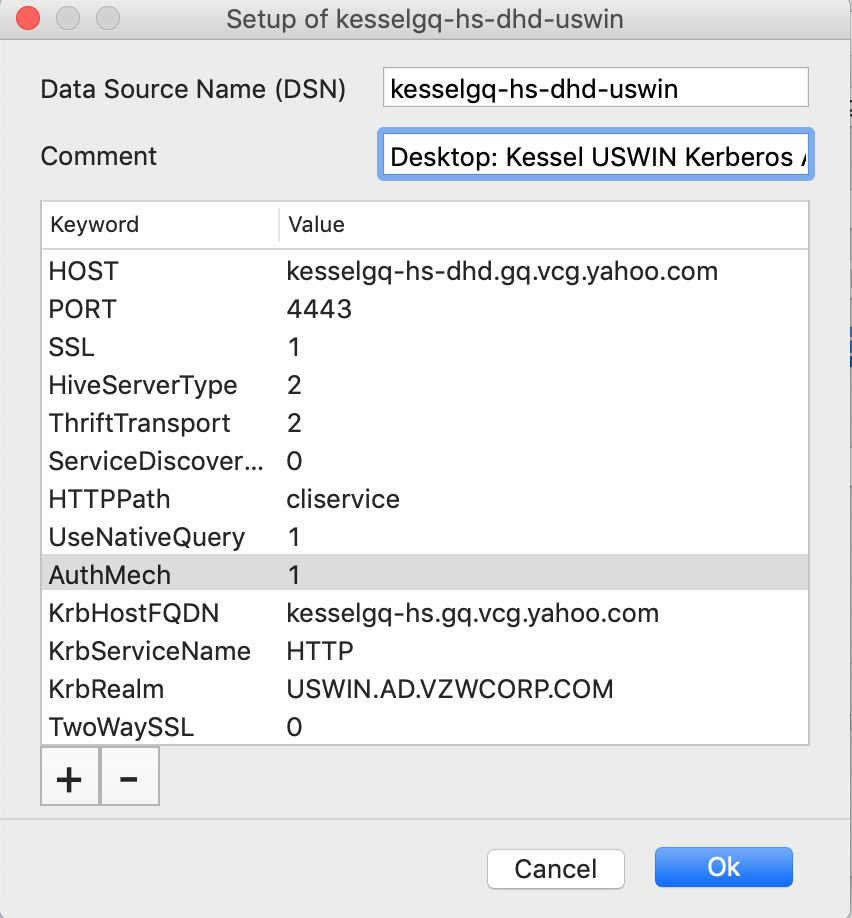 Setup of kesselgq-hs-dhd-uswin
Data Source Name (DSN) kesselgq-hs-dhd-uswin
Comment Desktop: Kessel USWIN Kerberos
Keyword Value
HOST kesselgq-hs-dhd.gq.vcg.yahoo.com
PORT 4443
SSL 1
HiveServerType 2
ThriftTransport 2
ServiceDiscover... 0
HTTPPath cliservice
UseNativeQuery 1
AuthMech 1
KrbHostFQDN kesselgq-hs.gq.vcg.yahoo.com
KrbServiceName HTTP
KrbRealm USWIN.AD.VZWCORP.COM
TwoWaySSL 0
+ -
Cancel Ok